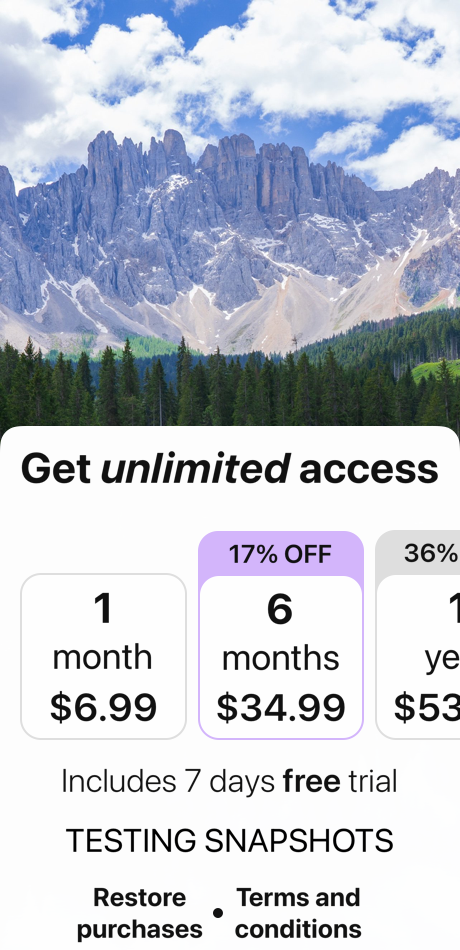 Get unlimited access
17% OFF
36%
1
month
$6.99
6
months
$34.99
Includes 7 days free trial
TESTING SNAPSHOTS
Restore
purchases
•
Terms and
conditions